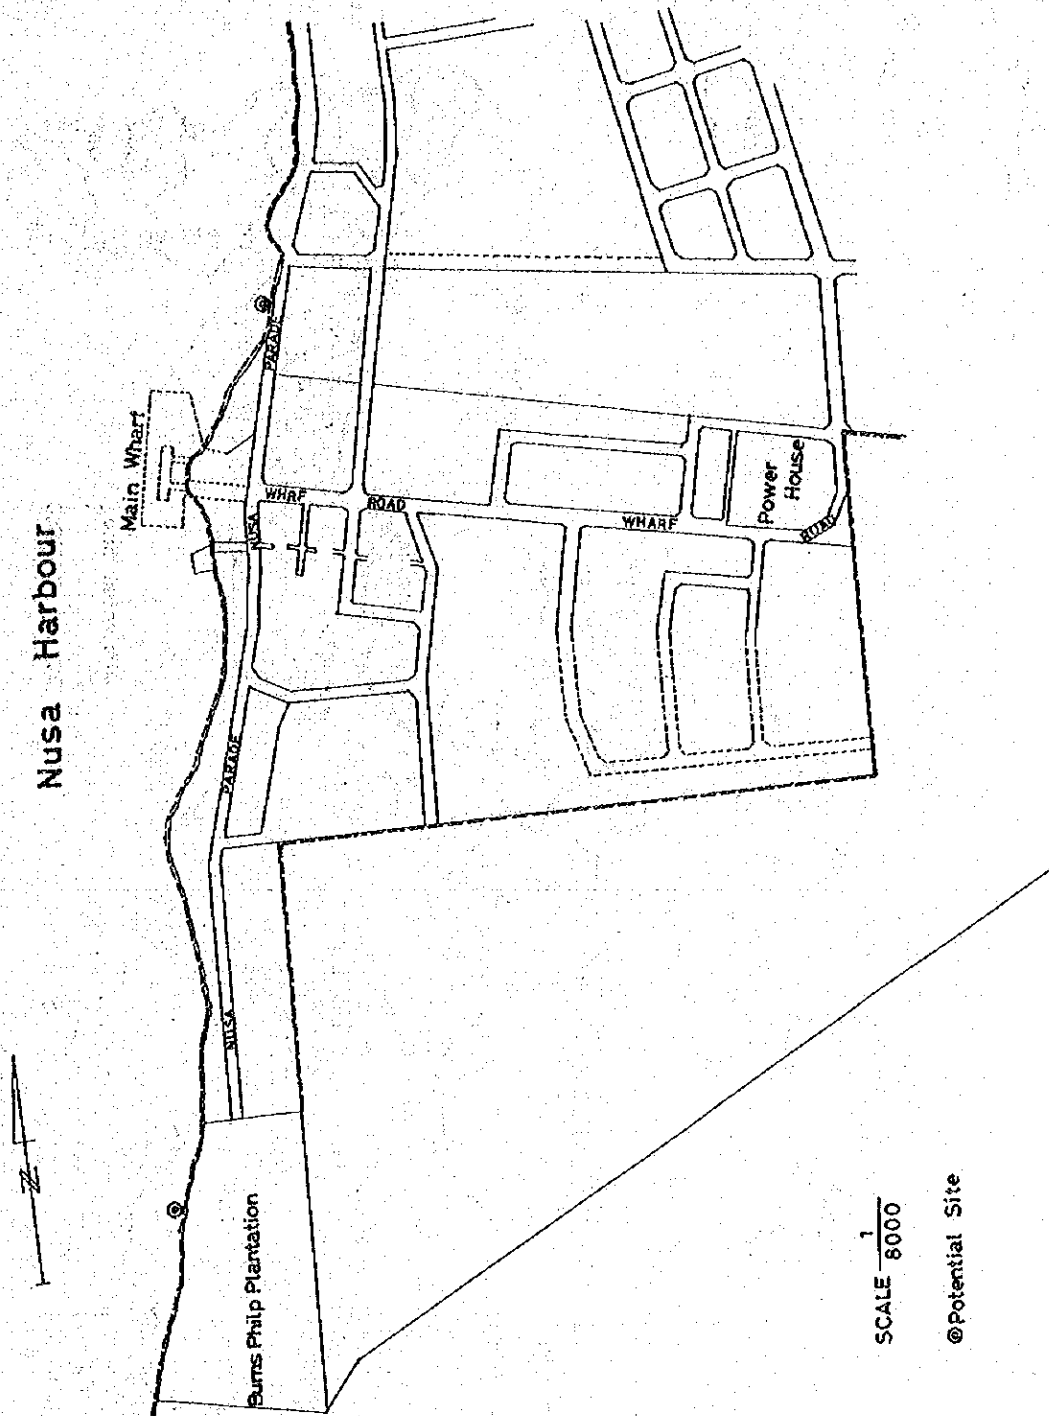 Nusa Harbour
Main Wharf
PARADE
NUSA
WHRF
ROAD
WHARF
Power
House
ROAD
PARADE
NUSA
N
Burns Philp Plantation
SCALE 1
8000
◎Potential Site